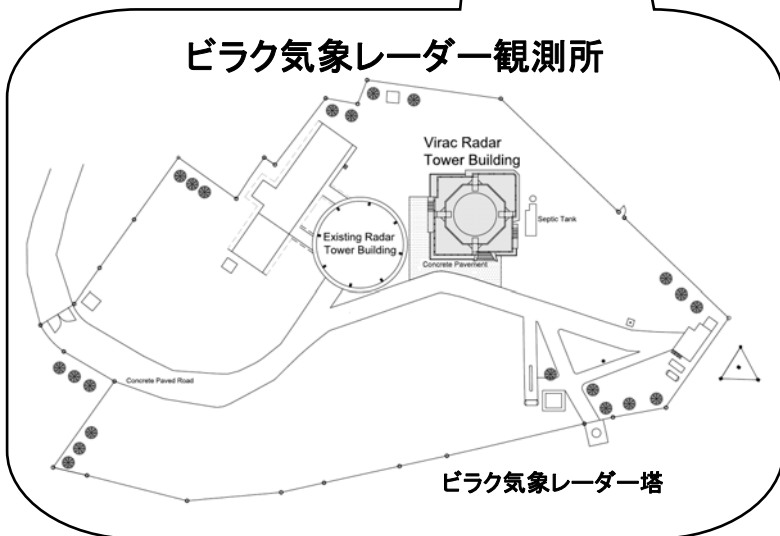 ビラク気象レーダー観測所
Virac Radar
Tower Building
Septic Tank
Existing Radar
Tower Building
Concrete Pavement
Concrete Paved Road
ビラク気象レーダー塔